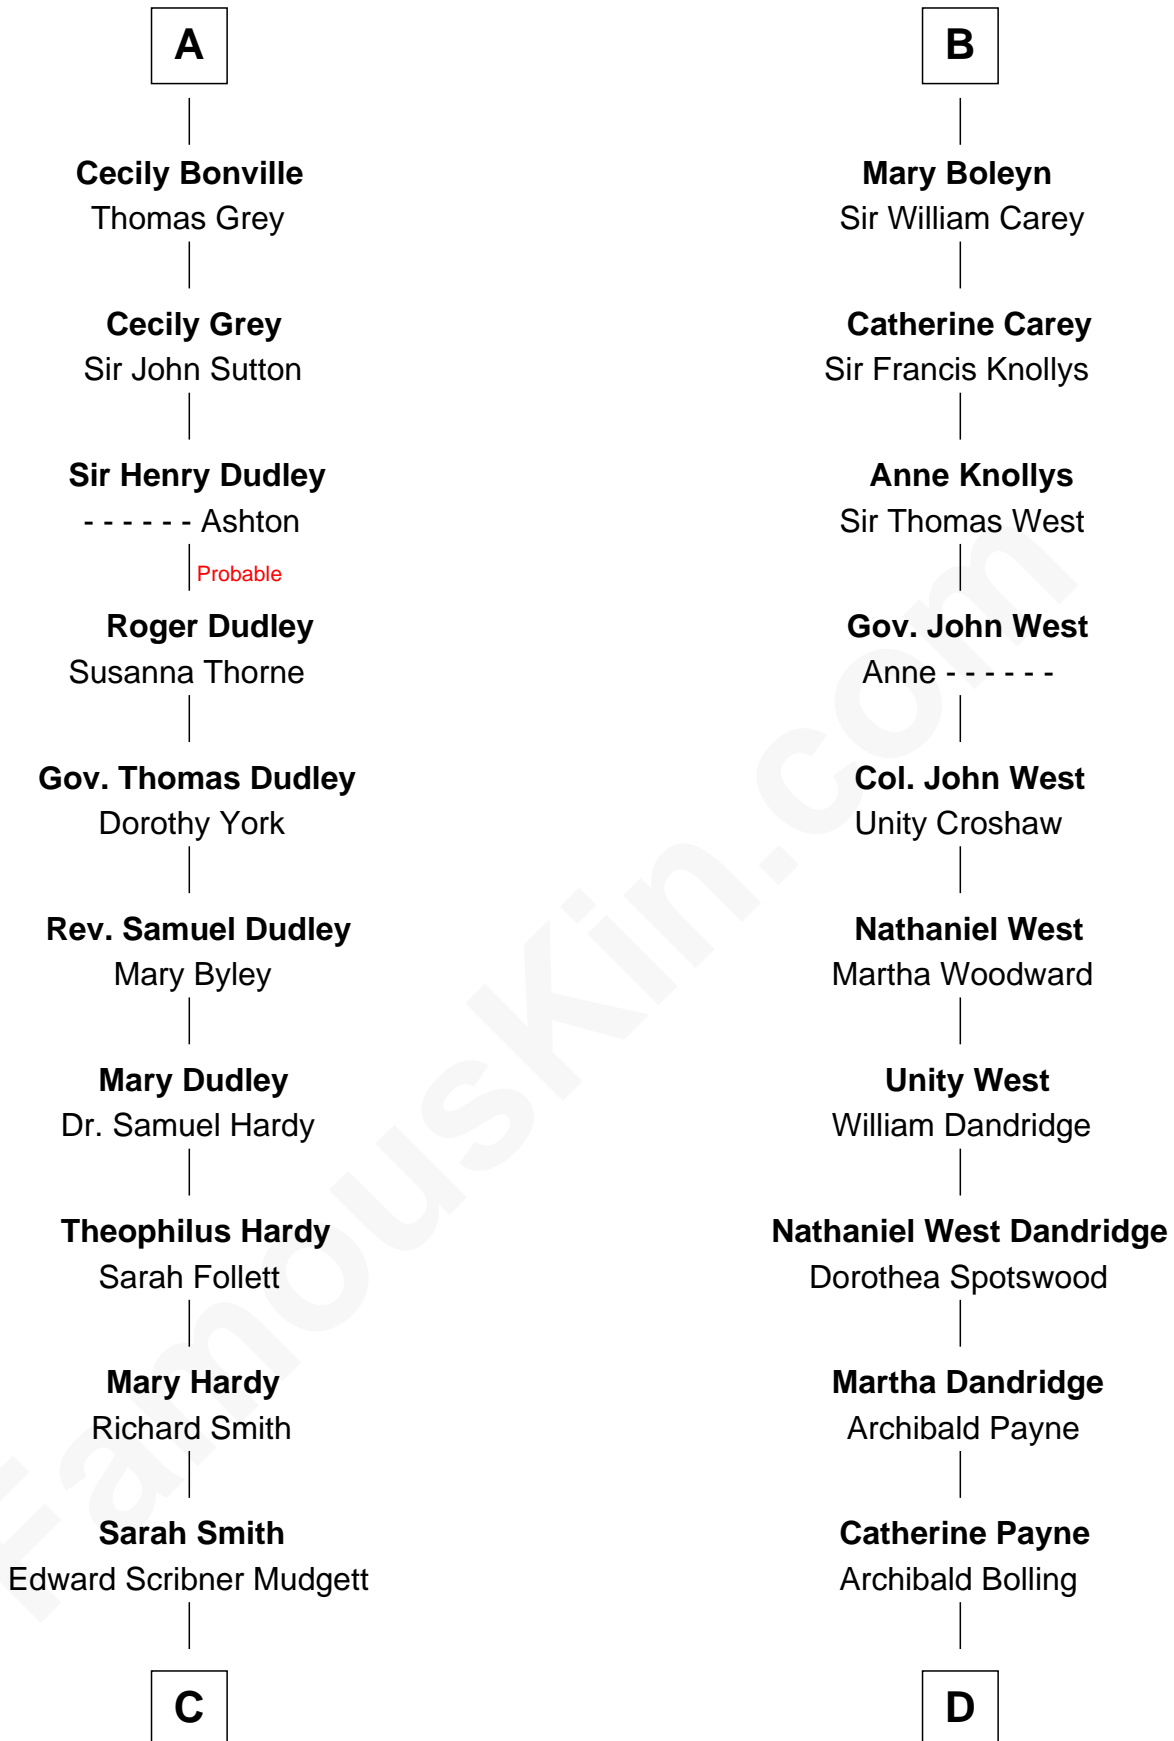 A
Cecily Bonville
Thomas Grey
Cecily Grey
Sir John Sutton
Sir Henry Dudley
- - - - - - Ashton
Probable
Roger Dudley
Susanna Thorne
Gov. Thomas Dudley
Dorothy York
Rev. Samuel Dudley
Mary Byley
Mary Dudley
Dr. Samuel Hardy
Theophilus Hardy
Sarah Follett
Mary Hardy
Richard Smith
Sarah Smith
Edward Scribner Mudgett
C
B
Mary Boleyn
Sir William Carey
Catherine Carey
Sir Francis Knollys
Anne Knollys
Sir Thomas West
Gov. John West
Anne - - - - - -
Col. John West
Unity Croshaw
Nathaniel West
Martha Woodward
Unity West
William Dandridge
Nathaniel West Dandridge
Dorothea Spotswood
Martha Dandridge
Archibald Payne
Catherine Payne
Archibald Bolling
D
FamousKin.com